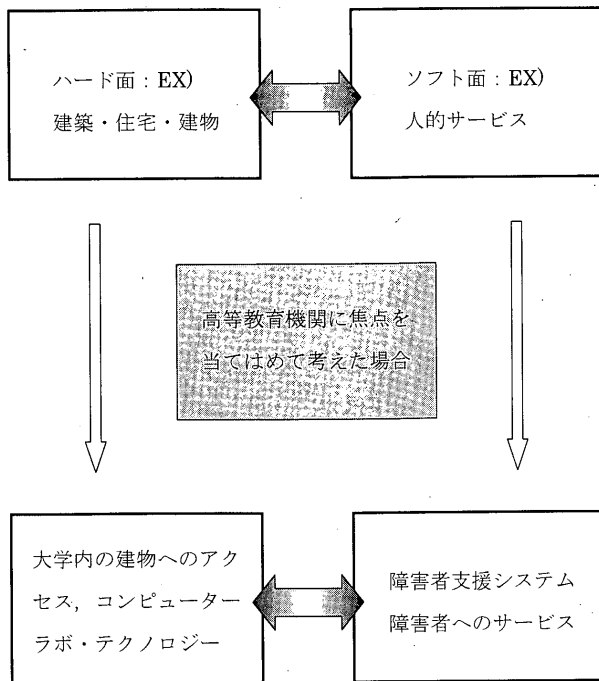 ハード面：EX)
建築・住宅・建物
ソフト面：EX)
人的サービス
高等教育機関に焦点を
当てはめて考えた場合
大学内の建物へのアク
セス，コンピューター
ラボ・テクノロジー
障害者支援システム
障害者へのサービス